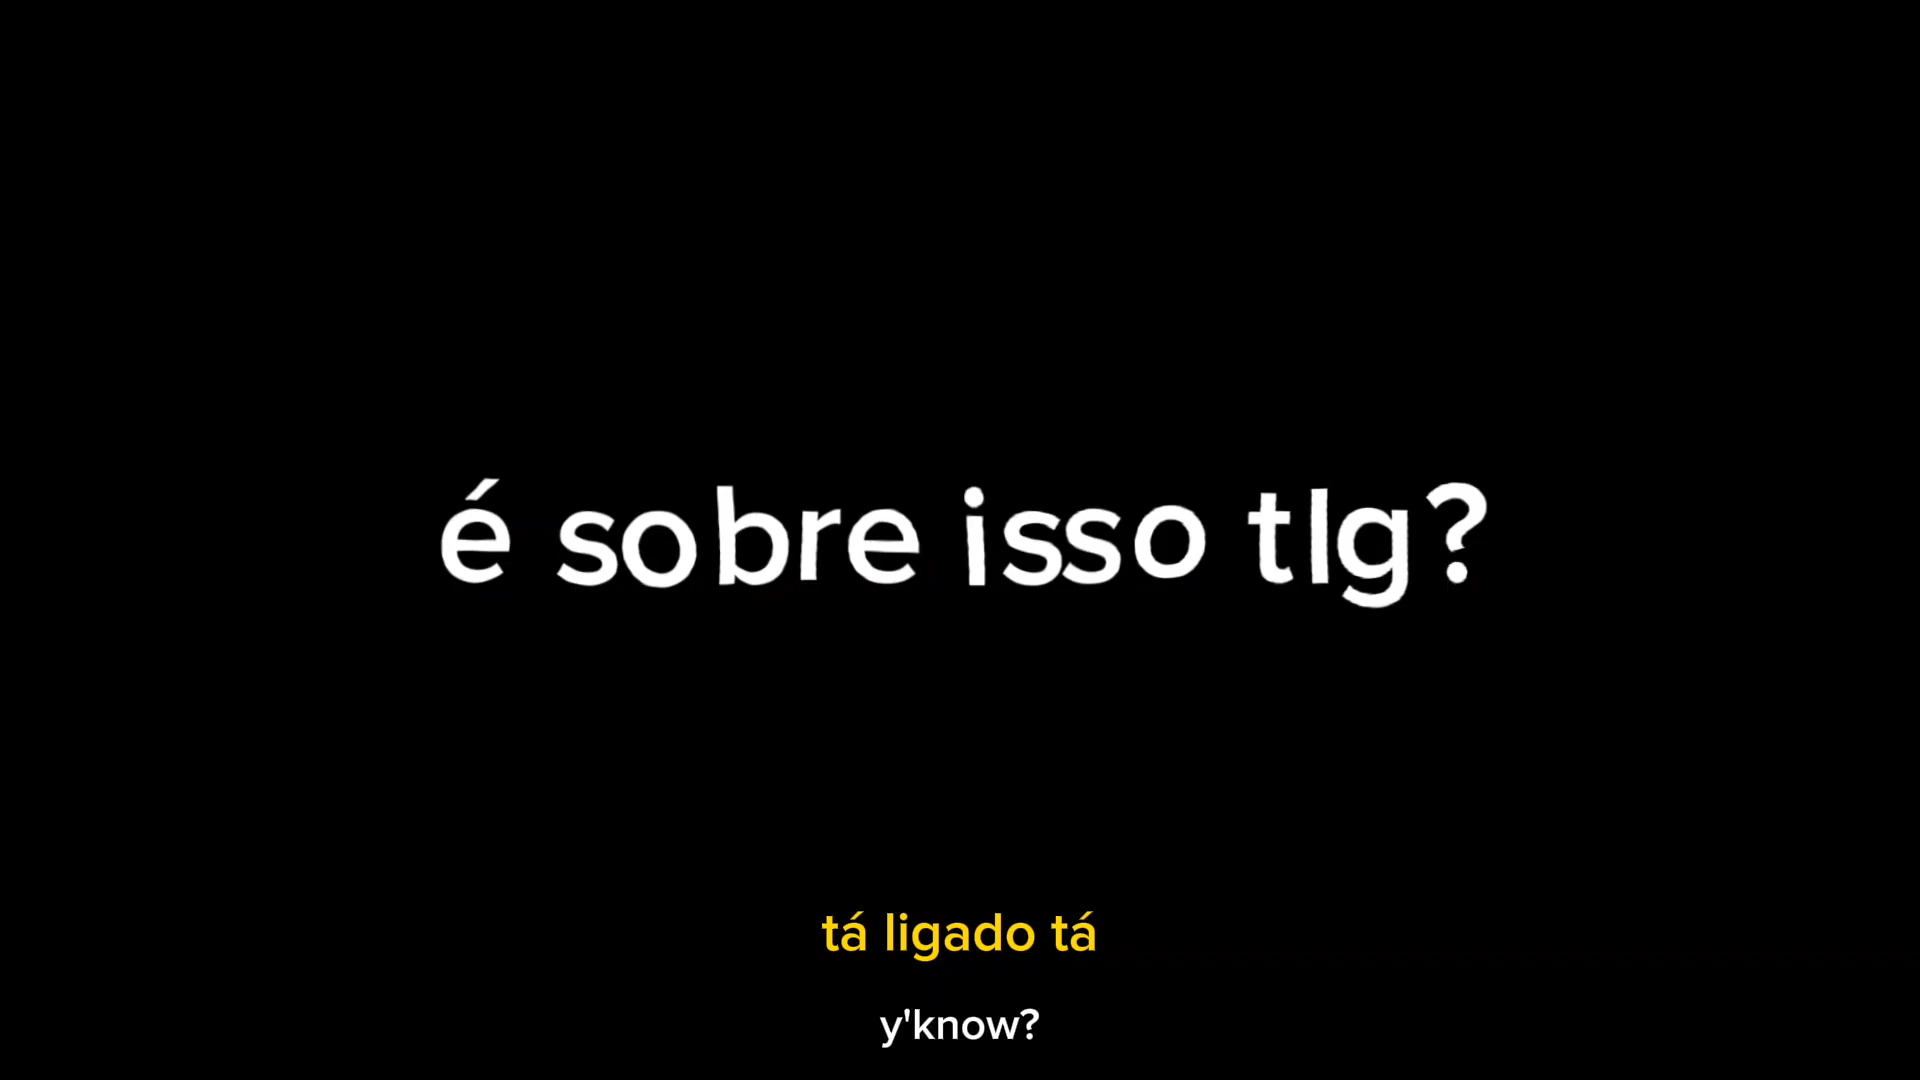 é sobre isso tlg?
tá ligado tá
y'know?